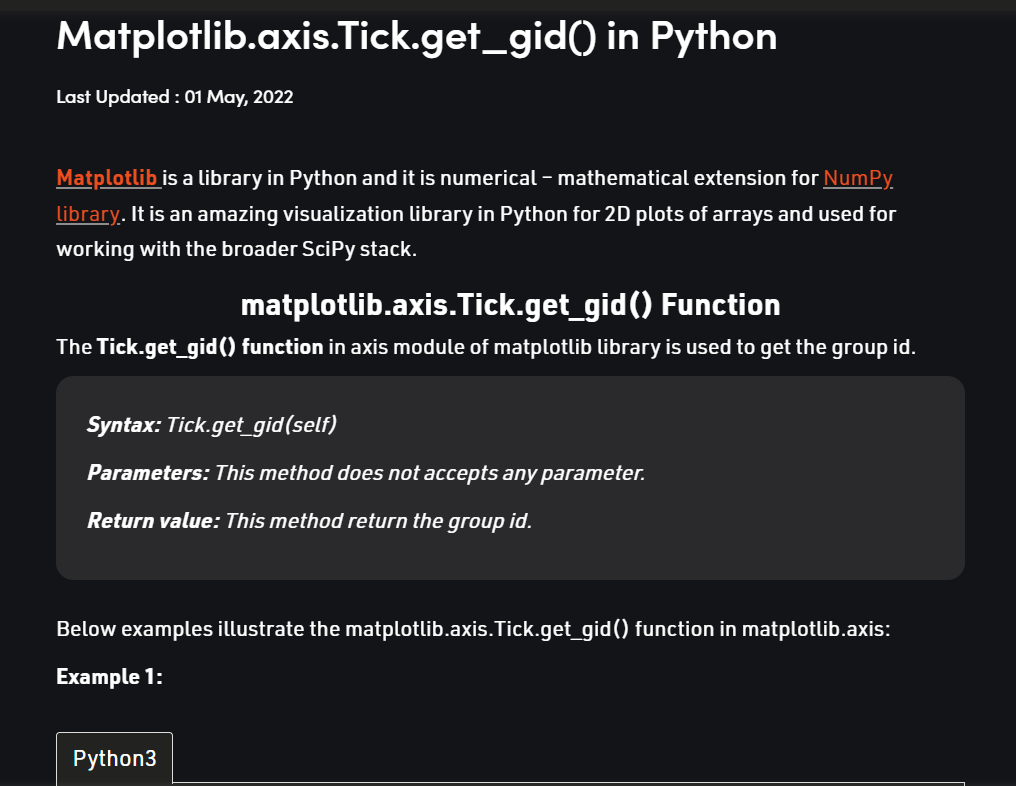 Matplotlib.axis.Tick.get_gid() in Python
Last Updated : 01 May, 2022
Matplotlib is a library in Python and it is numerical – mathematical extension for NumPy
library. It is an amazing visualization library in Python for 2D plots of arrays and used for
working with the broader SciPy stack.
matplotlib.axis.Tick.get_gid() Function
The Tick.get_gid() function in axis module of matplotlib library is used to get the group id.
Syntax: Tick.get_gid(self)
Parameters: This method does not accepts any parameter.
Return value: This method return the group id.
Below examples illustrate the matplotlib.axis.Tick.get_gid() function in matplotlib.axis:
Example 1:
Python3